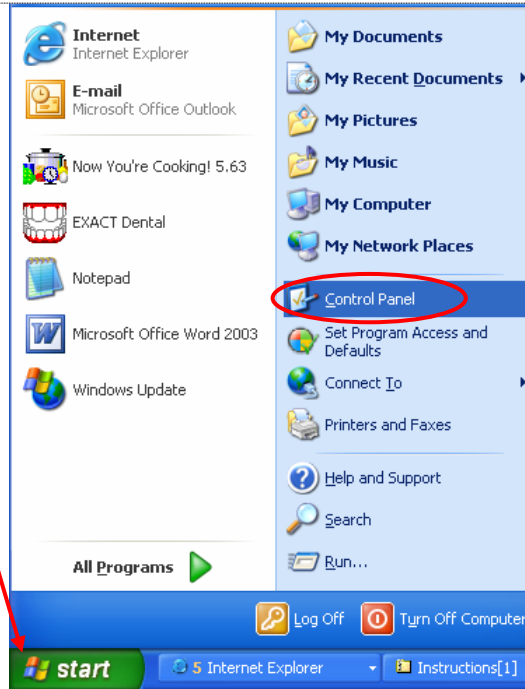 Internet
Internet Explorer
E-mail
Microsoft Office Outlook
Now You're Cooking! 5.63
EXACT Dental
Notepad
Microsoft Office Word 2003
Windows Update
All Programs
My Documents
My Recent Documents
My Pictures
My Music
My Computer
My Network Places
Control Panel
Set Program Access and
Defaults
Connect To
Printers and Faxes
Help and Support
Search
Run...
Log Off
Turn Off Computer
start
5 Internet Explorer
Instructions[1]